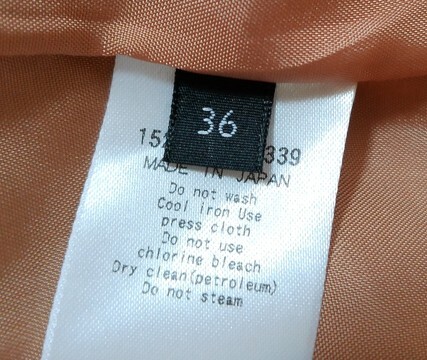 36
339
MADE IN JAPAN
Do not wash
Cool iron Use
press cloth
Do not use
chlorine bleach
Dry clean(petroleum)
Do not steam